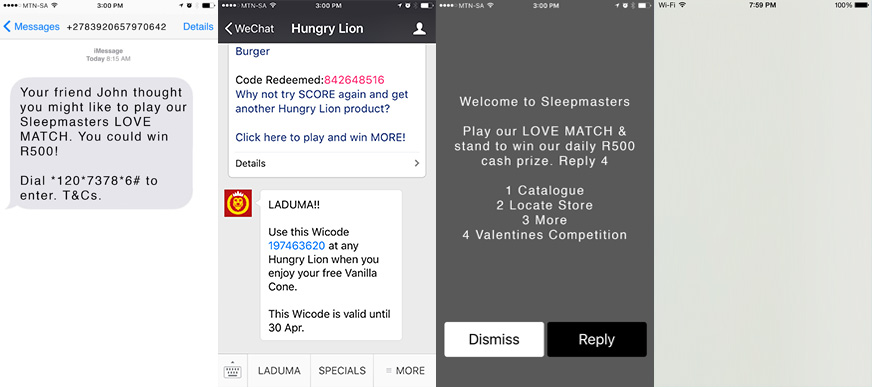 MTN-SA 3:00 PM
Messages +2783920657970642 Details
iMessage
Today 8:15 AM
Your friend John thought
you might like to play our
Sleepmasters LOVE
MATCH. You could win
R500!
Dial *120*7378*6# to
enter. T&Cs.
MTN-SA 3:00 PM
WeChat Hungry Lion
Burger
Code Redeemed:842648516
Why not try SCORE again and get
another Hungry Lion product?
Click here to play and win MORE!
Details
LADUMA!!
Use this Wicode
197463620 at any
Hungry Lion when you
enjoy your free Vanilla
Cone.
This Wicode is valid until
30 Apr.
LADUMA SPECIALS MORE
MTN-SA 3:00 PM
Welcome to Sleepmasters
Play our LOVE MATCH &
stand to win our daily R500
cash prize. Reply 4
1 Catalogue
2 Locate Store
3 More
4 Valentines Competition
Dismiss Reply
Wi-Fi 7:59 PM 100%